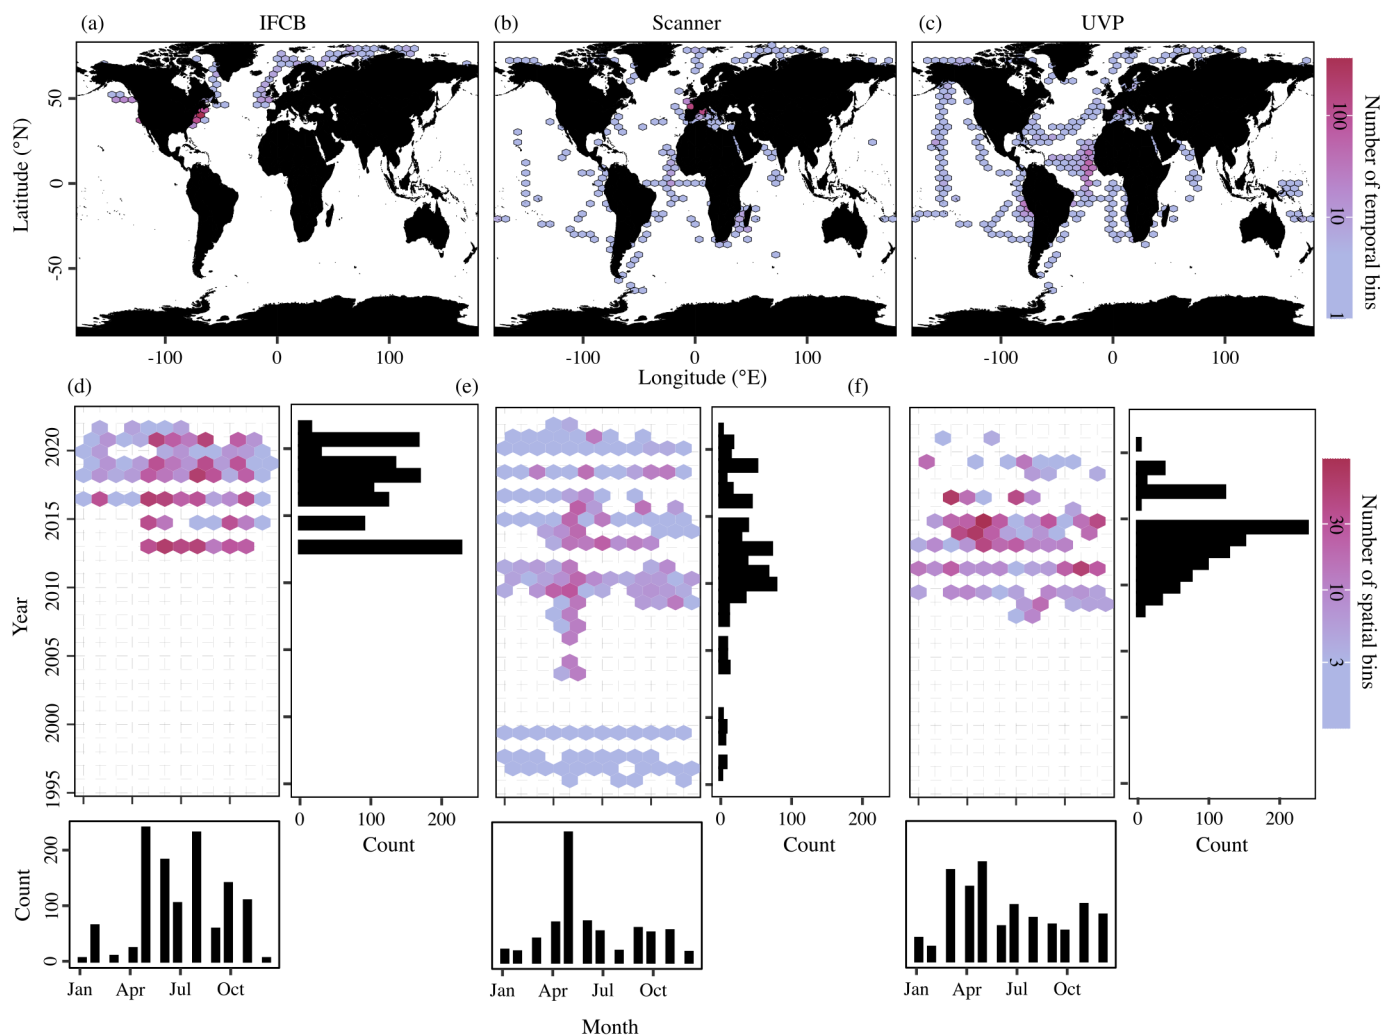 (a) IFCB (b) Scanner (c) UVP
Latitude (°N)
50
0
-50
-100 0 100 -100 0 100 -100 0 100
Longitude (°E)
Number of temporal bins
100
10
1
(d) (e) (f)
Year
2020
2015
2010
2005
2000
1995
0 100 200 0 100 200 0 100 200
Count Count Count
Number of spatial bins
30
10
3
Count
200
100
0
Jan Apr Jul Oct Jan Apr Jul Oct Jan Apr Jul Oct
Month